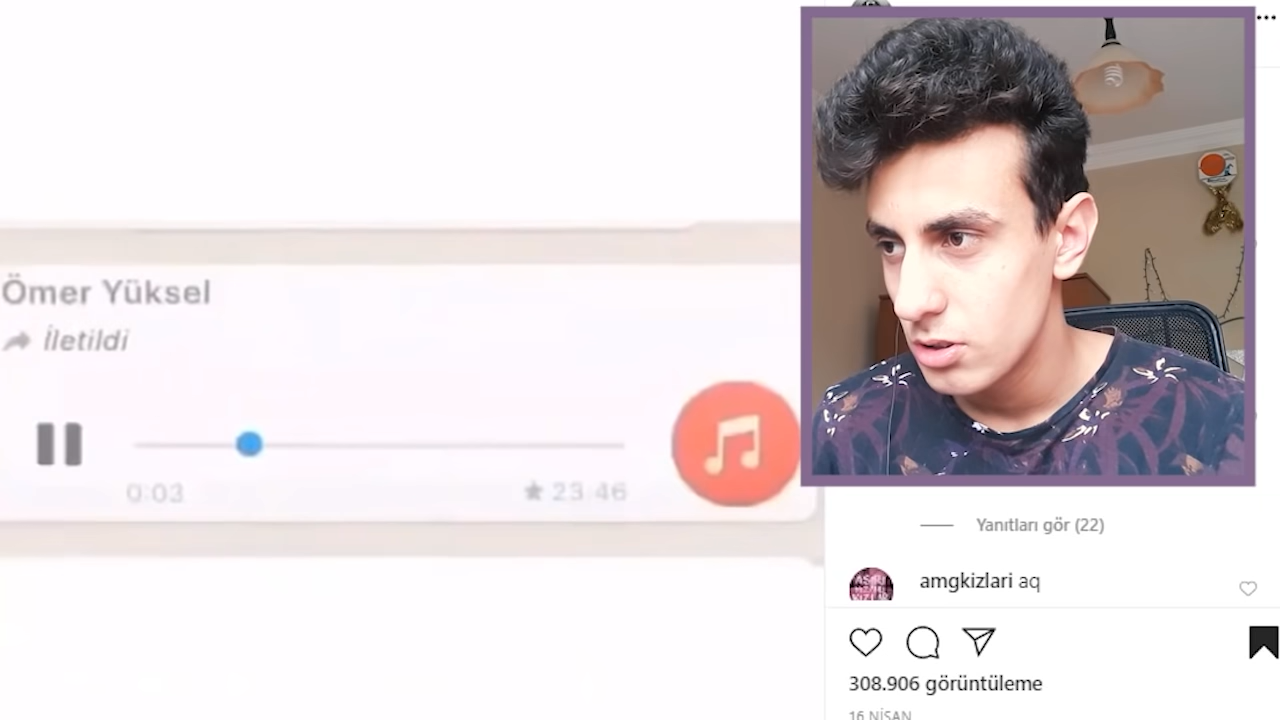 Ömer Yüksel
İletildi
0:03
★ 23:46
Yanıtları gör (22)
amgkizlari aq
308.906 görüntüleme
16 NİSAN